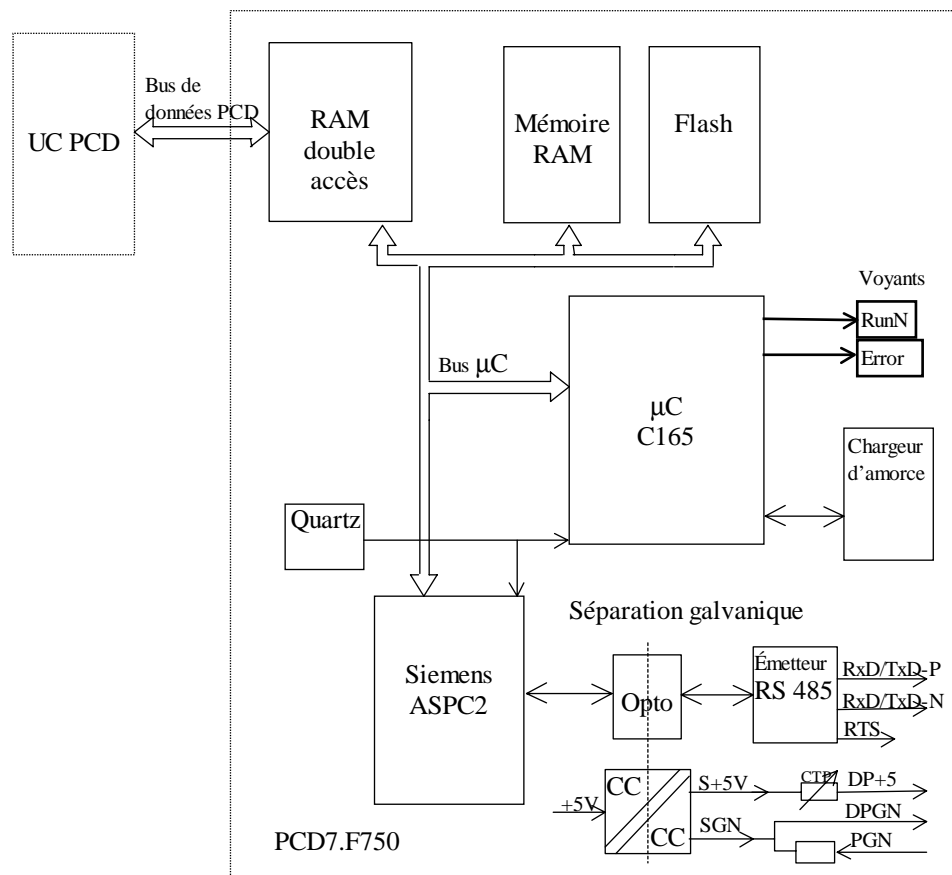 Bus de
données PCD
UC PCD
RAM
double
accès
Mémoire
RAM
Flash
Voyants
RunN
Error
Bus µC
µC
C165
Chargeur
d’amorce
Quartz
Séparation galvanique
Siemens
ASPC2
Opto
Émetteur
RS 485
RxD/TxD-P
RxD/TxD-N
RTS
+5V
CC
CC
S+5V
CTP
DP+5
SGN
DPGN
PGN
PCD7.F750